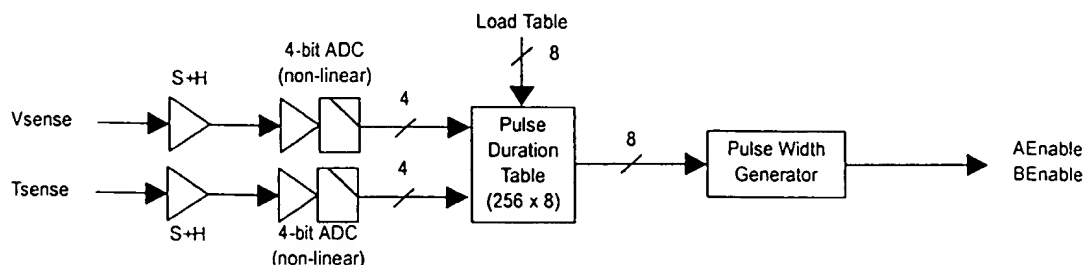 Load Table
8
4-bit ADC
(non-linear)
S+H
4
Vsense
Pulse
Duration
Table
(256 x 8)
8
Pulse Width
Generator
AEnable
BEnable
Tsense
4
S+H
4-bit ADC
(non-linear)